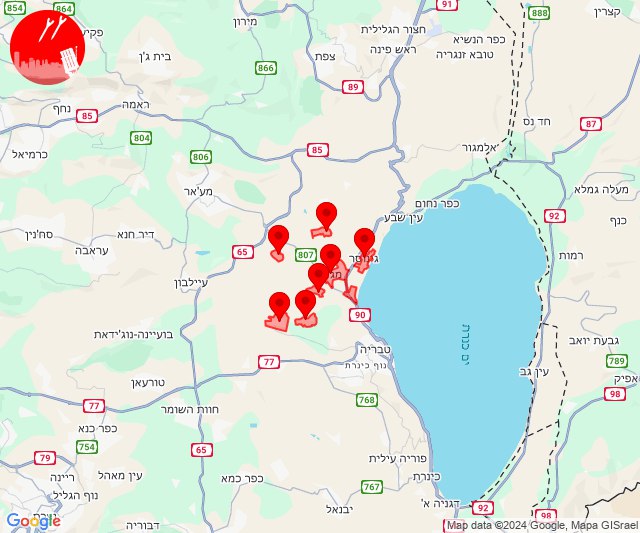 864
854
פקיעין
מירון
91
חצור הגלילית
כפר הנשיא
888
קצרין
בית ג'ן
צפת
ראש פינה
טובא זנגריה
866
89
נחף
ראמה
85
804
חד נס
87
כרמיאל
806
85
אלמגור
90
מע'אר
מעלה גמלא
כפר נחום
עין שבע
92
כנף
סח'נין
דיר חנא
עראבה
65
807
גינוסר
רמות
עיילבון
90
בועיינה-נוג'ידאת
טבריה
ים כנרת
גבעת יואב
77
נוף כינרת
789
עין גב
אפיק
טורעאן
98
77
חוות השומר
768
כפר כנא
754
65
79
ריינה
עין מאהל
כפר כמא
פוריה עילית
כינרת
נוף הגליל
767
יבנאל
דגניה א'
92
98
דבוריה
נצרת
Google
Map data ©2024 Google, Mapa GISrael